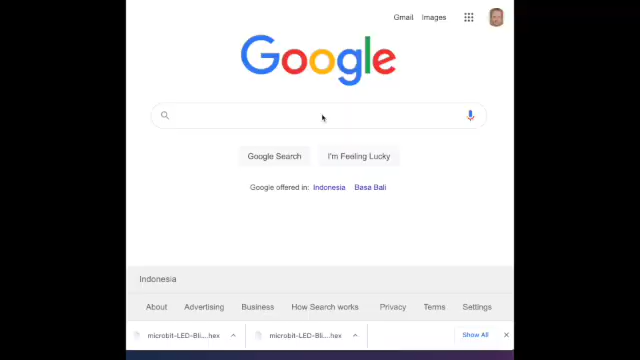 Gmail Images
Google
Google Search I'm Feeling Lucky
Google offered in: Indonesia Basa Bali
Indonesia
About Advertising Business How Search works Privacy Terms Settings
microbit-LED-Bli....hex microbit-LED-Bli....hex Show All